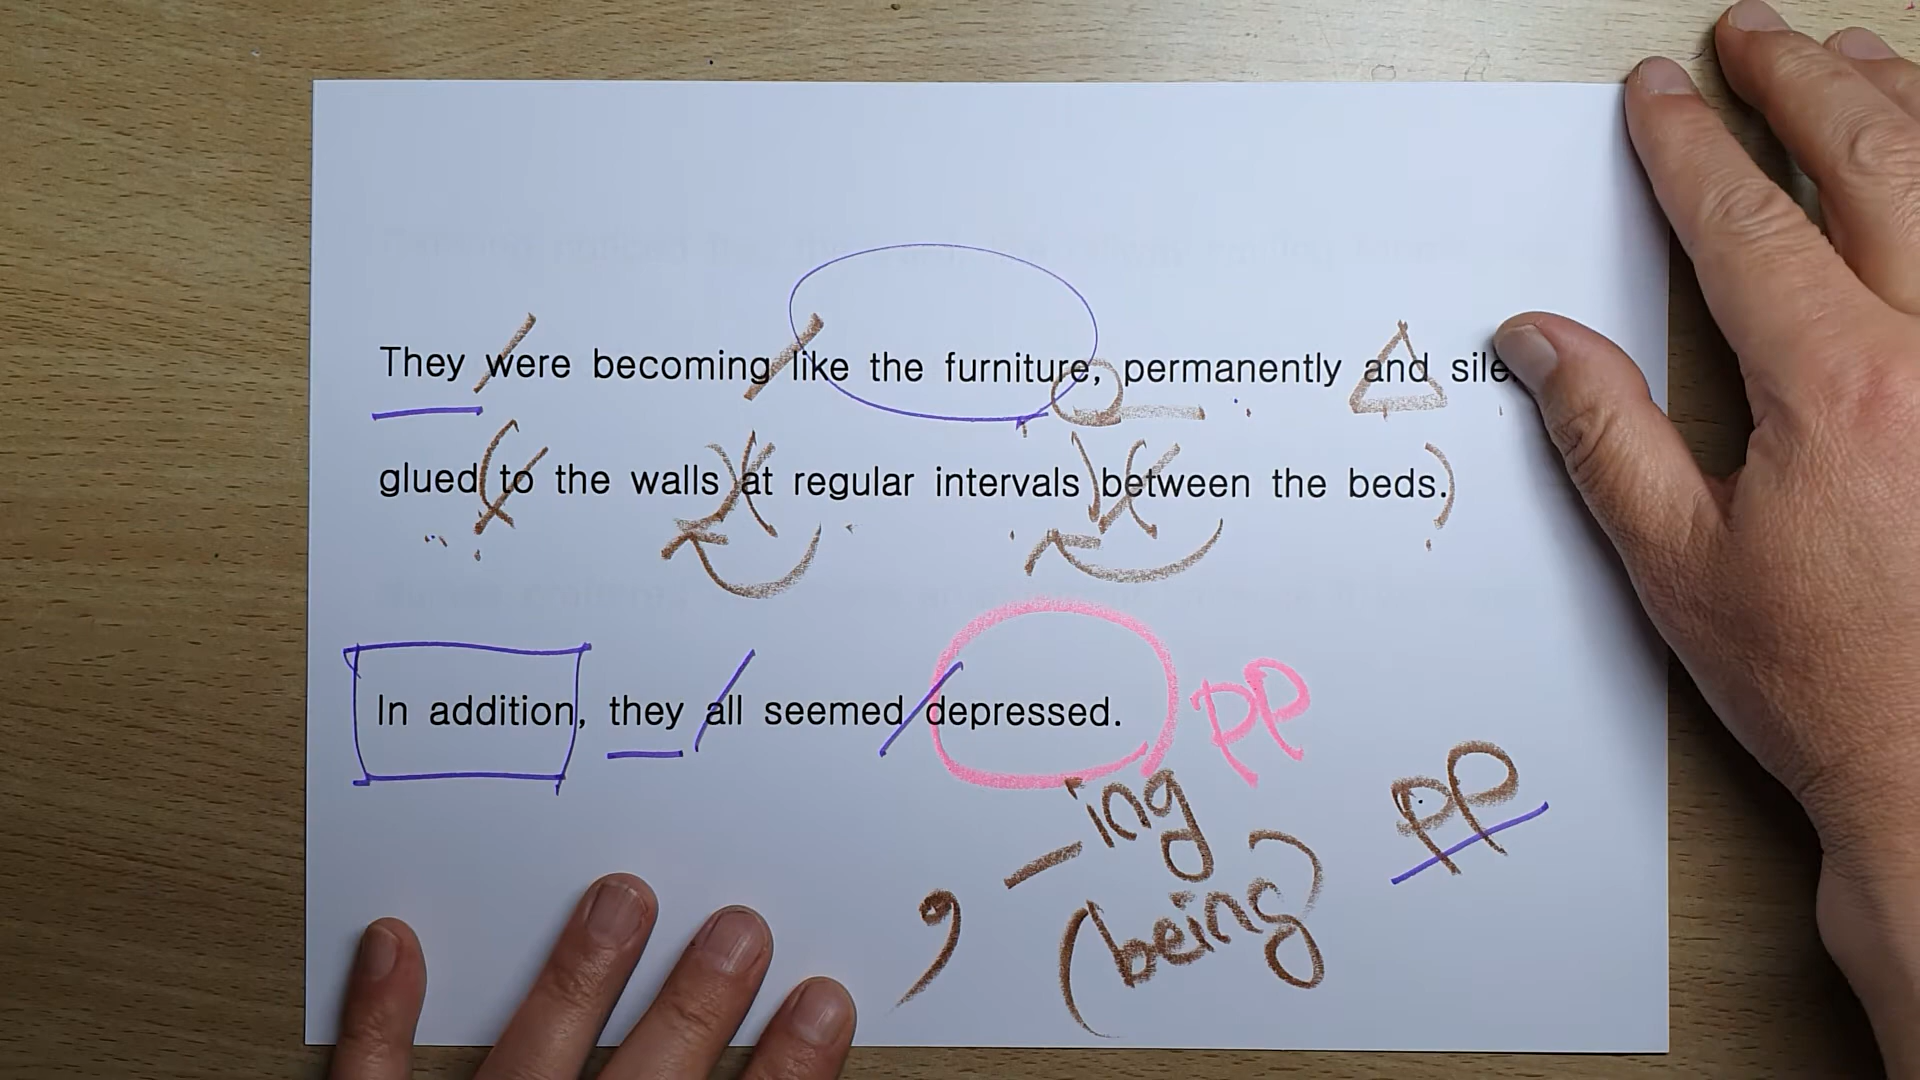 They were becoming like the furniture, permanently and
glued to the walls at regular intervals between the beds.
In addition, they all seemed depressed.
PP
, —ing
(being)
PP